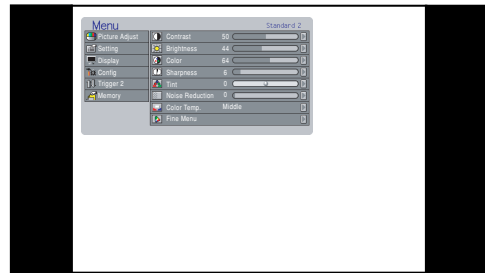 Menu
Standard 2
Picture Adjust
Setting
Display
Config
Trigger 2
Memory
Contrast 50
Brightness 44
Color 64
Sharpness 6
Tint 0
Noise Reduction 0
Color Temp. Middle
Fine Menu